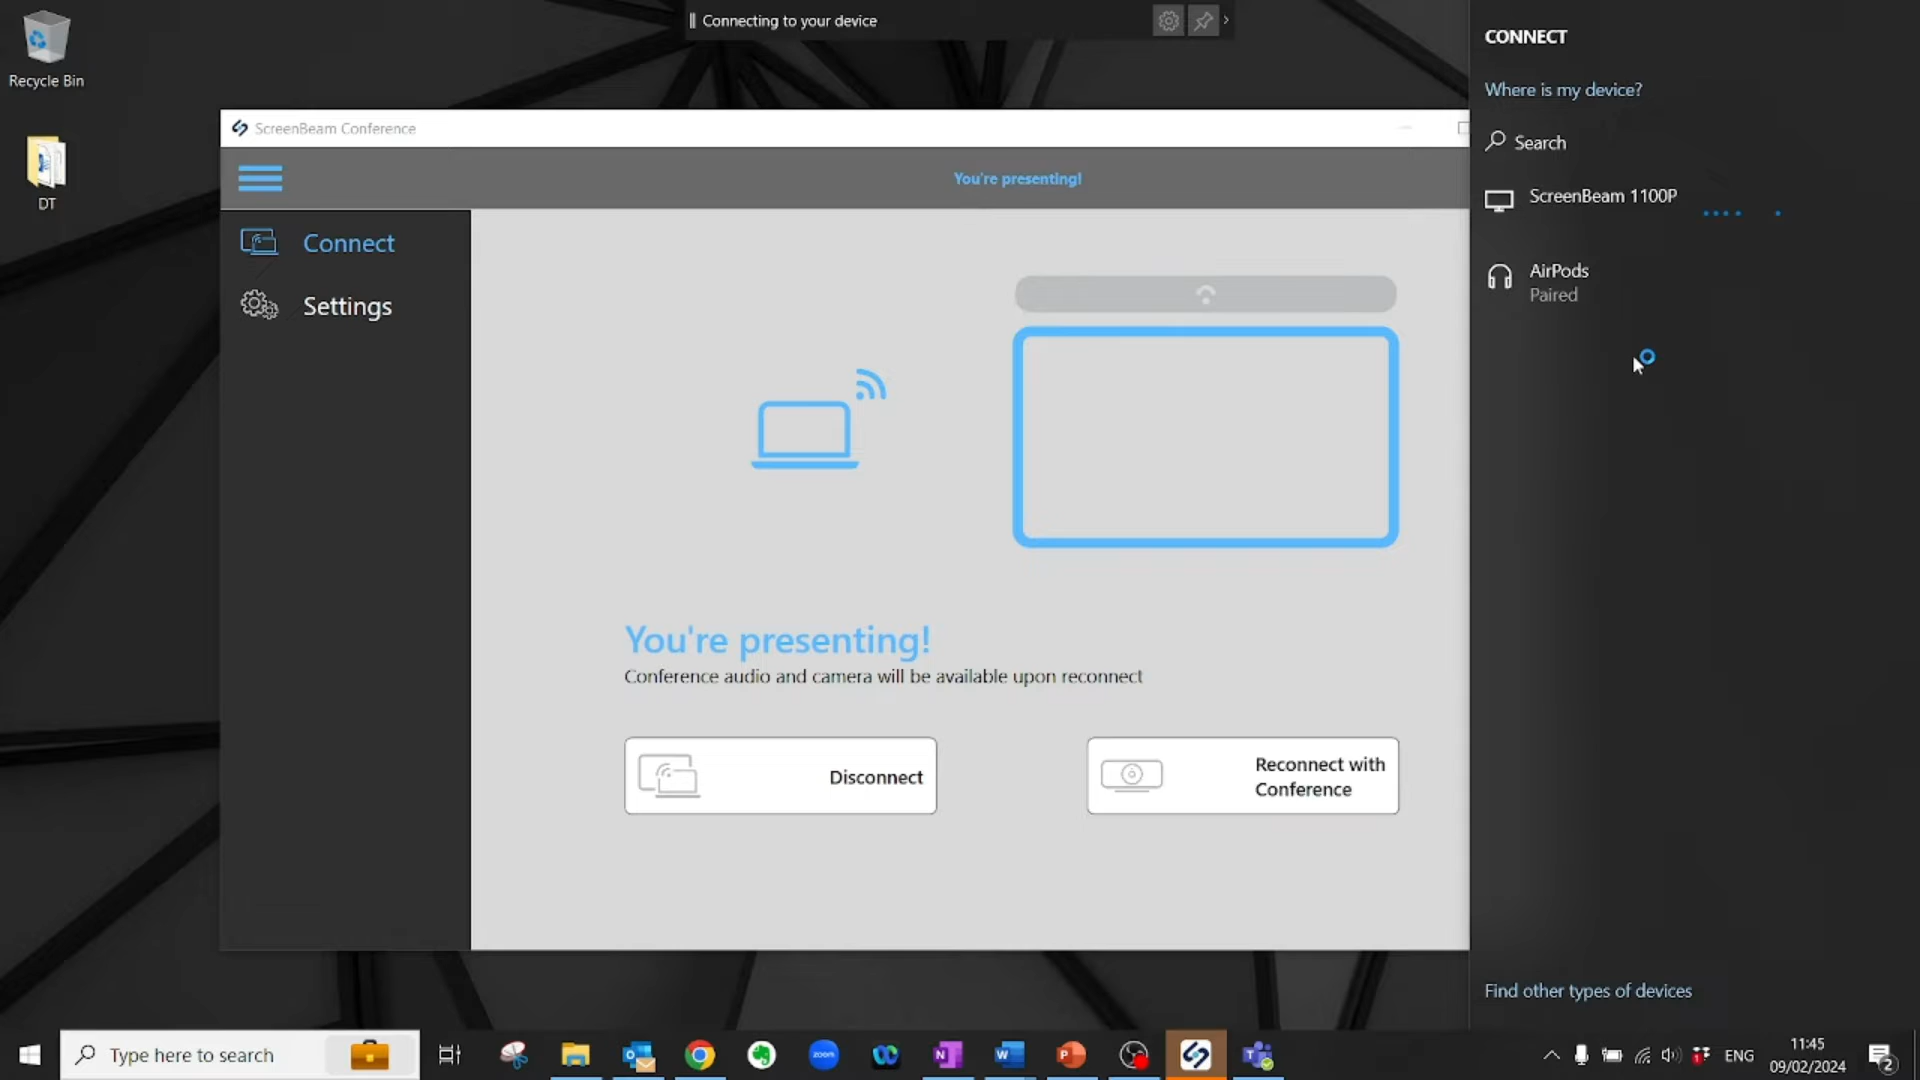 Recycle Bin
DT
Connecting to your device
ScreenBeam Conference
You're presenting!
Connect
Settings
You're presenting!
Conference audio and camera will be available upon reconnect
Disconnect
Reconnect with
Conference
CONNECT
Where is my device?
Search
ScreenBeam 1100P
AirPods
Paired
Find other types of devices
Type here to search
zoom
ENG
11:45
09/02/2024
2